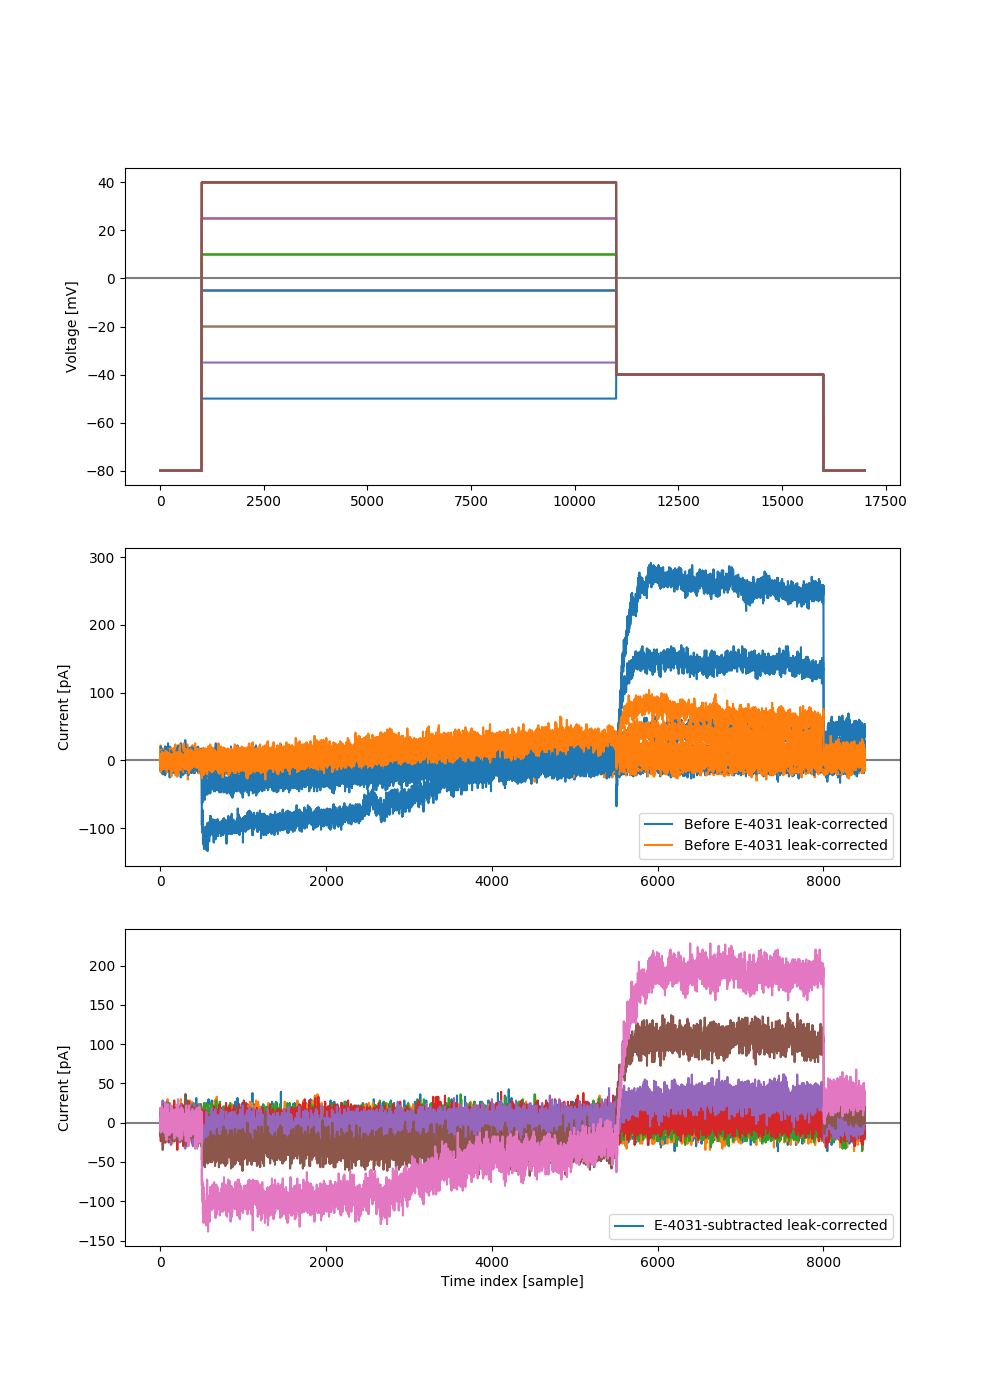 40
20
0
−20
−40
−60
−80
Voltage [mV]
0 2500 5000 7500 10000 12500 15000 17500
300
200
100
0
−100
Current [pA]
Before E-4031 leak-corrected
Before E-4031 leak-corrected
0 2000 4000 6000 8000
200
150
100
50
0
−50
−100
−150
Current [pA]
E-4031-subtracted leak-corrected
0 2000 4000 6000 8000
Time index [sample]